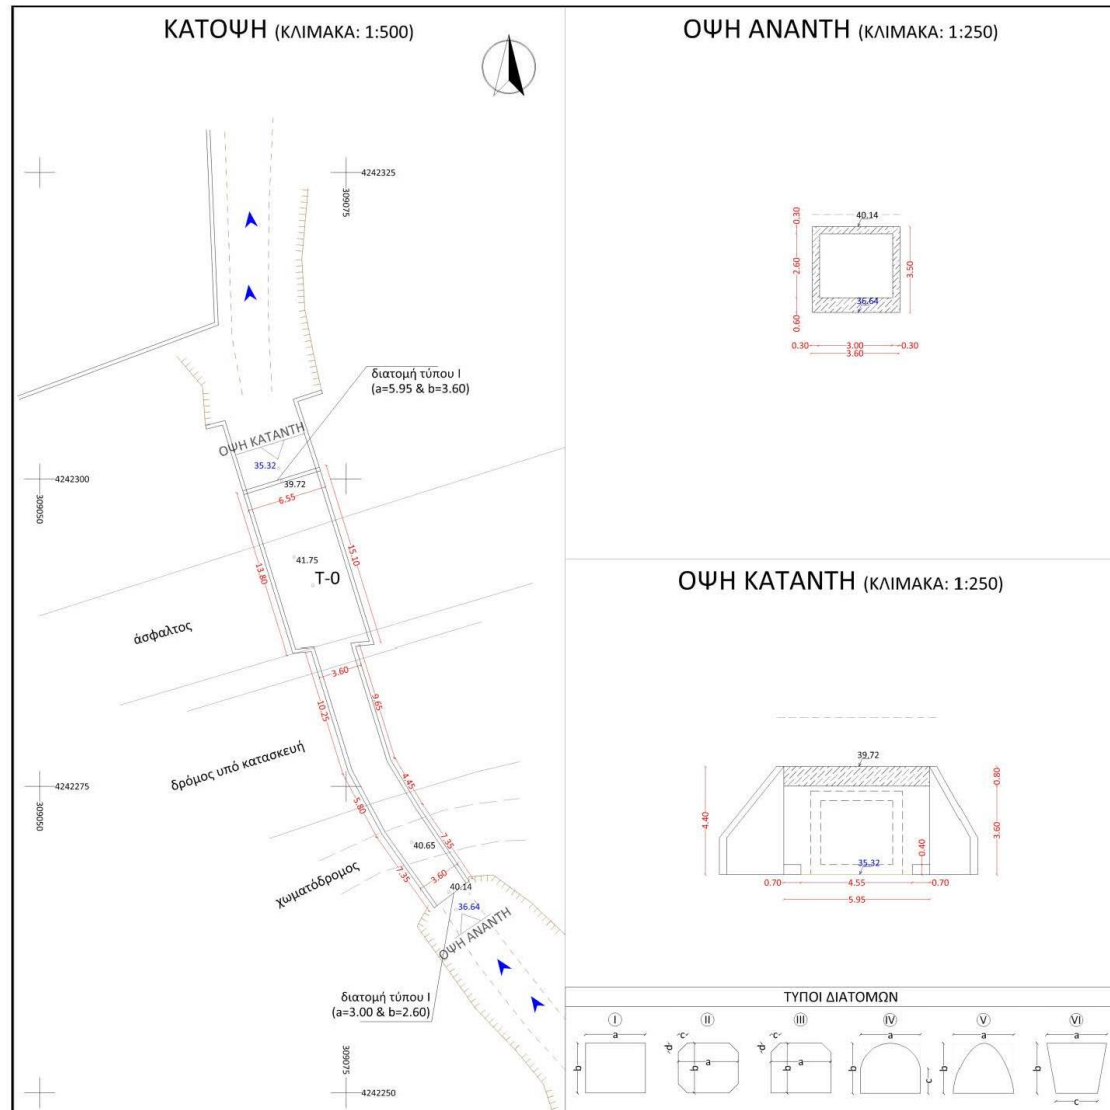 ΚΑΤΟΨΗ (ΚΛΙΜΑΚΑ: 1:500)
4242325
309075
διατομή τύπου Ι
(a=5.95 & b=3.60)
ΟΨΗ ΚΑΤΑΝΤΗ
35.32
39.72
4242300
309050
6.55
13.80
15.10
41.75
Τ-0
άσφαλτος
3.60
10.25
9.65
δρόμος υπό κατασκευή
4242275
309050
4.45
5.80
7.35
40.65
7.35
3.60
χωματόδρομος
40.14
36.64
ΟΨΗ ΑΝΑΝΤΗ
διατομή τύπου Ι
(a=3.00 & b=2.60)
309075
4242250
ΟΨΗ ΑΝΑΝΤΗ (ΚΛΙΜΑΚΑ: 1:250)
0.30
40.14
2.60
3.50
36.64
0.60
0.30
3.00
0.30
3.60
ΟΨΗ ΚΑΤΑΝΤΗ (ΚΛΙΜΑΚΑ: 1:250)
39.72
0.80
4.40
3.60
0.40
35.32
0.70
4.55
0.70
5.95
ΤΥΠΟΙ ΔΙΑΤΟΜΩΝ
I
II
III
IV
V
VI
a
b
c
d
a
b
c
d
a
b
a
b
c
a
b
a
b
c